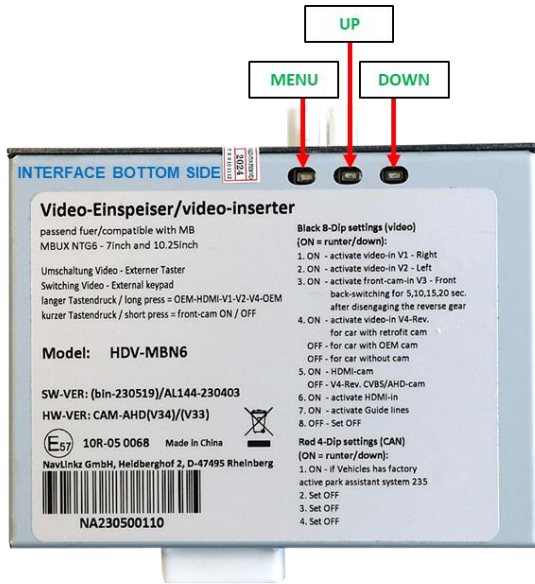 UP
MENU
DOWN
INTERFACE BOTTOM SIDE
2024
Video-Einspeiser/video-inserter
passend fuer/compatible with MB
MBUX NTG6 - 7inch and 10.25inch
Umschaltung Video - Externer Taster
Switching Video - External keypad
langer Tastendruck / long press = OEM-HDMI-V1-V2-V4-OEM
kurzer Tastendruck / short press = front-cam ON / OFF
Model: HDV-MBN6
SW-VER: (bin-230519)/AL144-230403
HW-VER: CAM-AHD(V34)/(V33)
E57 10R-05 0068 Made in China
NavLinkz GmbH, Heidberghof 2, D-47495 Rheinberg
NA230500110
Black 8-Dip settings (video)
(ON = runter/down):
1. ON - activate video-in V1 - Right
2. ON - activate video-in V2 - Left
3. ON - activate front-cam-in V3 - Front
back-switching for 5,10,15,20 sec.
after disengaging the reverse gear
4. ON - activate video-in V4-Rev.
for car with retrofit cam
OFF - for car with OEM cam
OFF - for car without cam
5. ON - HDMI-cam
OFF - V4-Rev. CVBS/AHD-cam
6. ON - activate HDMI-in
7. ON - activate Guide lines
8. OFF - Set OFF
Red 4-Dip settings (CAN)
(ON = runter/down):
1. ON - if Vehicles has factory
active park assistant system 235
2. Set OFF
3. Set OFF
4. Set OFF